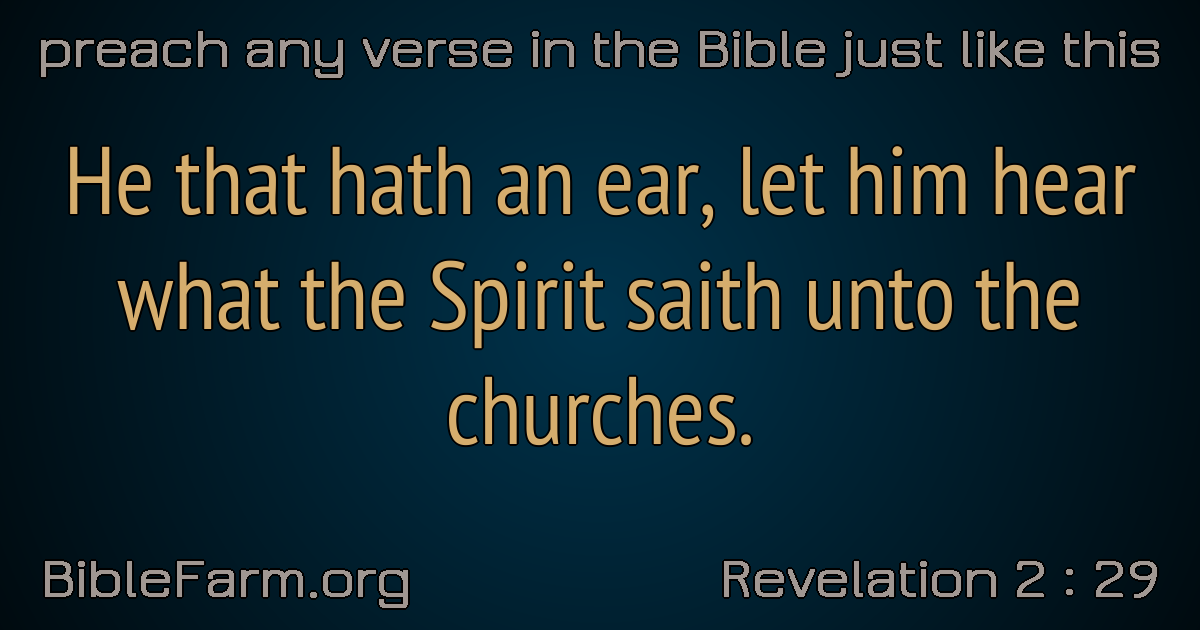 preach any verse in the Bible just like this
He that hath an ear, let him hear
what the Spirit saith unto the
churches.
BibleFarm.org
Revelation 2 : 29